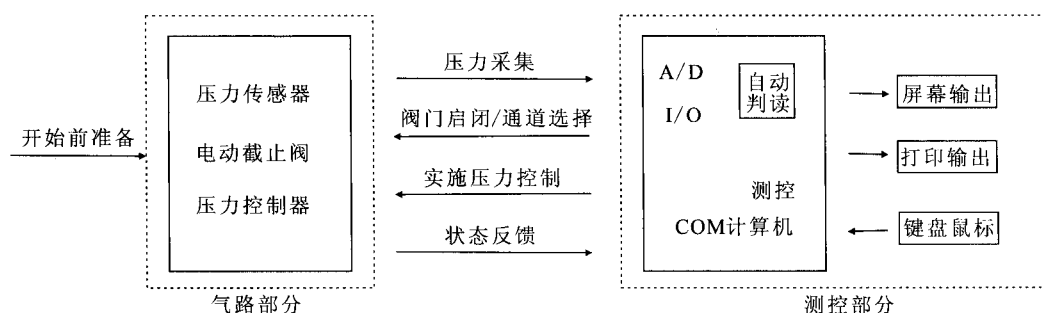 开始前准备
压力传感器
电动截止阀
压力控制器
气路部分
压力采集
阀门启闭/通道选择
实施压力控制
状态反馈
A/D
I/O
自动
判读
测控
COM计算机
屏幕输出
打印输出
键盘鼠标
测控部分